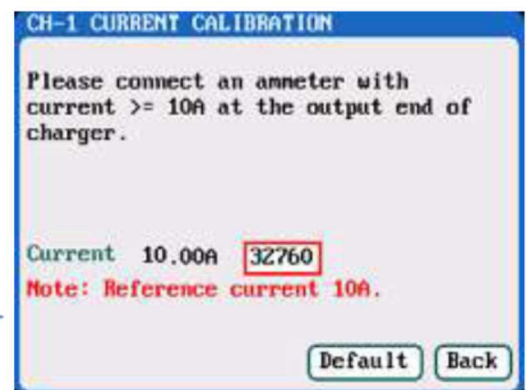 CH-1 CURRENT CALIBRATION
Please connect an ammeter with
current >= 10A at the output end of
charger.
Current 10.00A 32760
Note: Reference current 10A.
Default Back